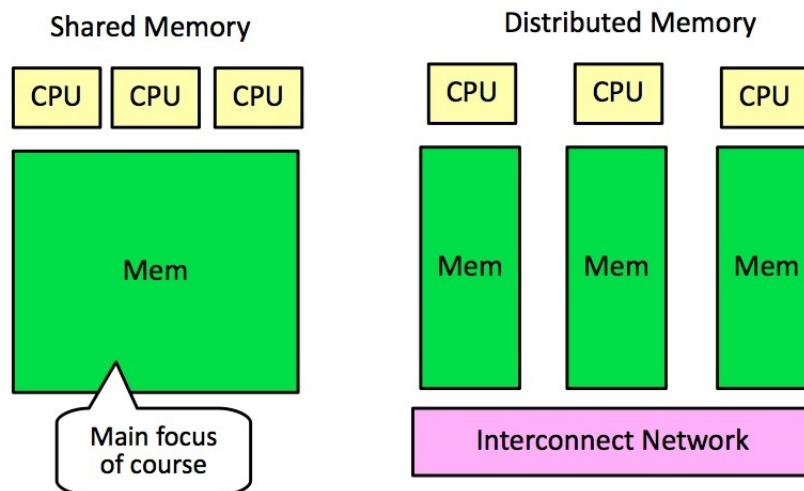 Shared Memory
CPU CPU CPU
Mem
Main focus
of course
Distributed Memory
CPU CPU CPU
Mem Mem Mem
Interconnect Network